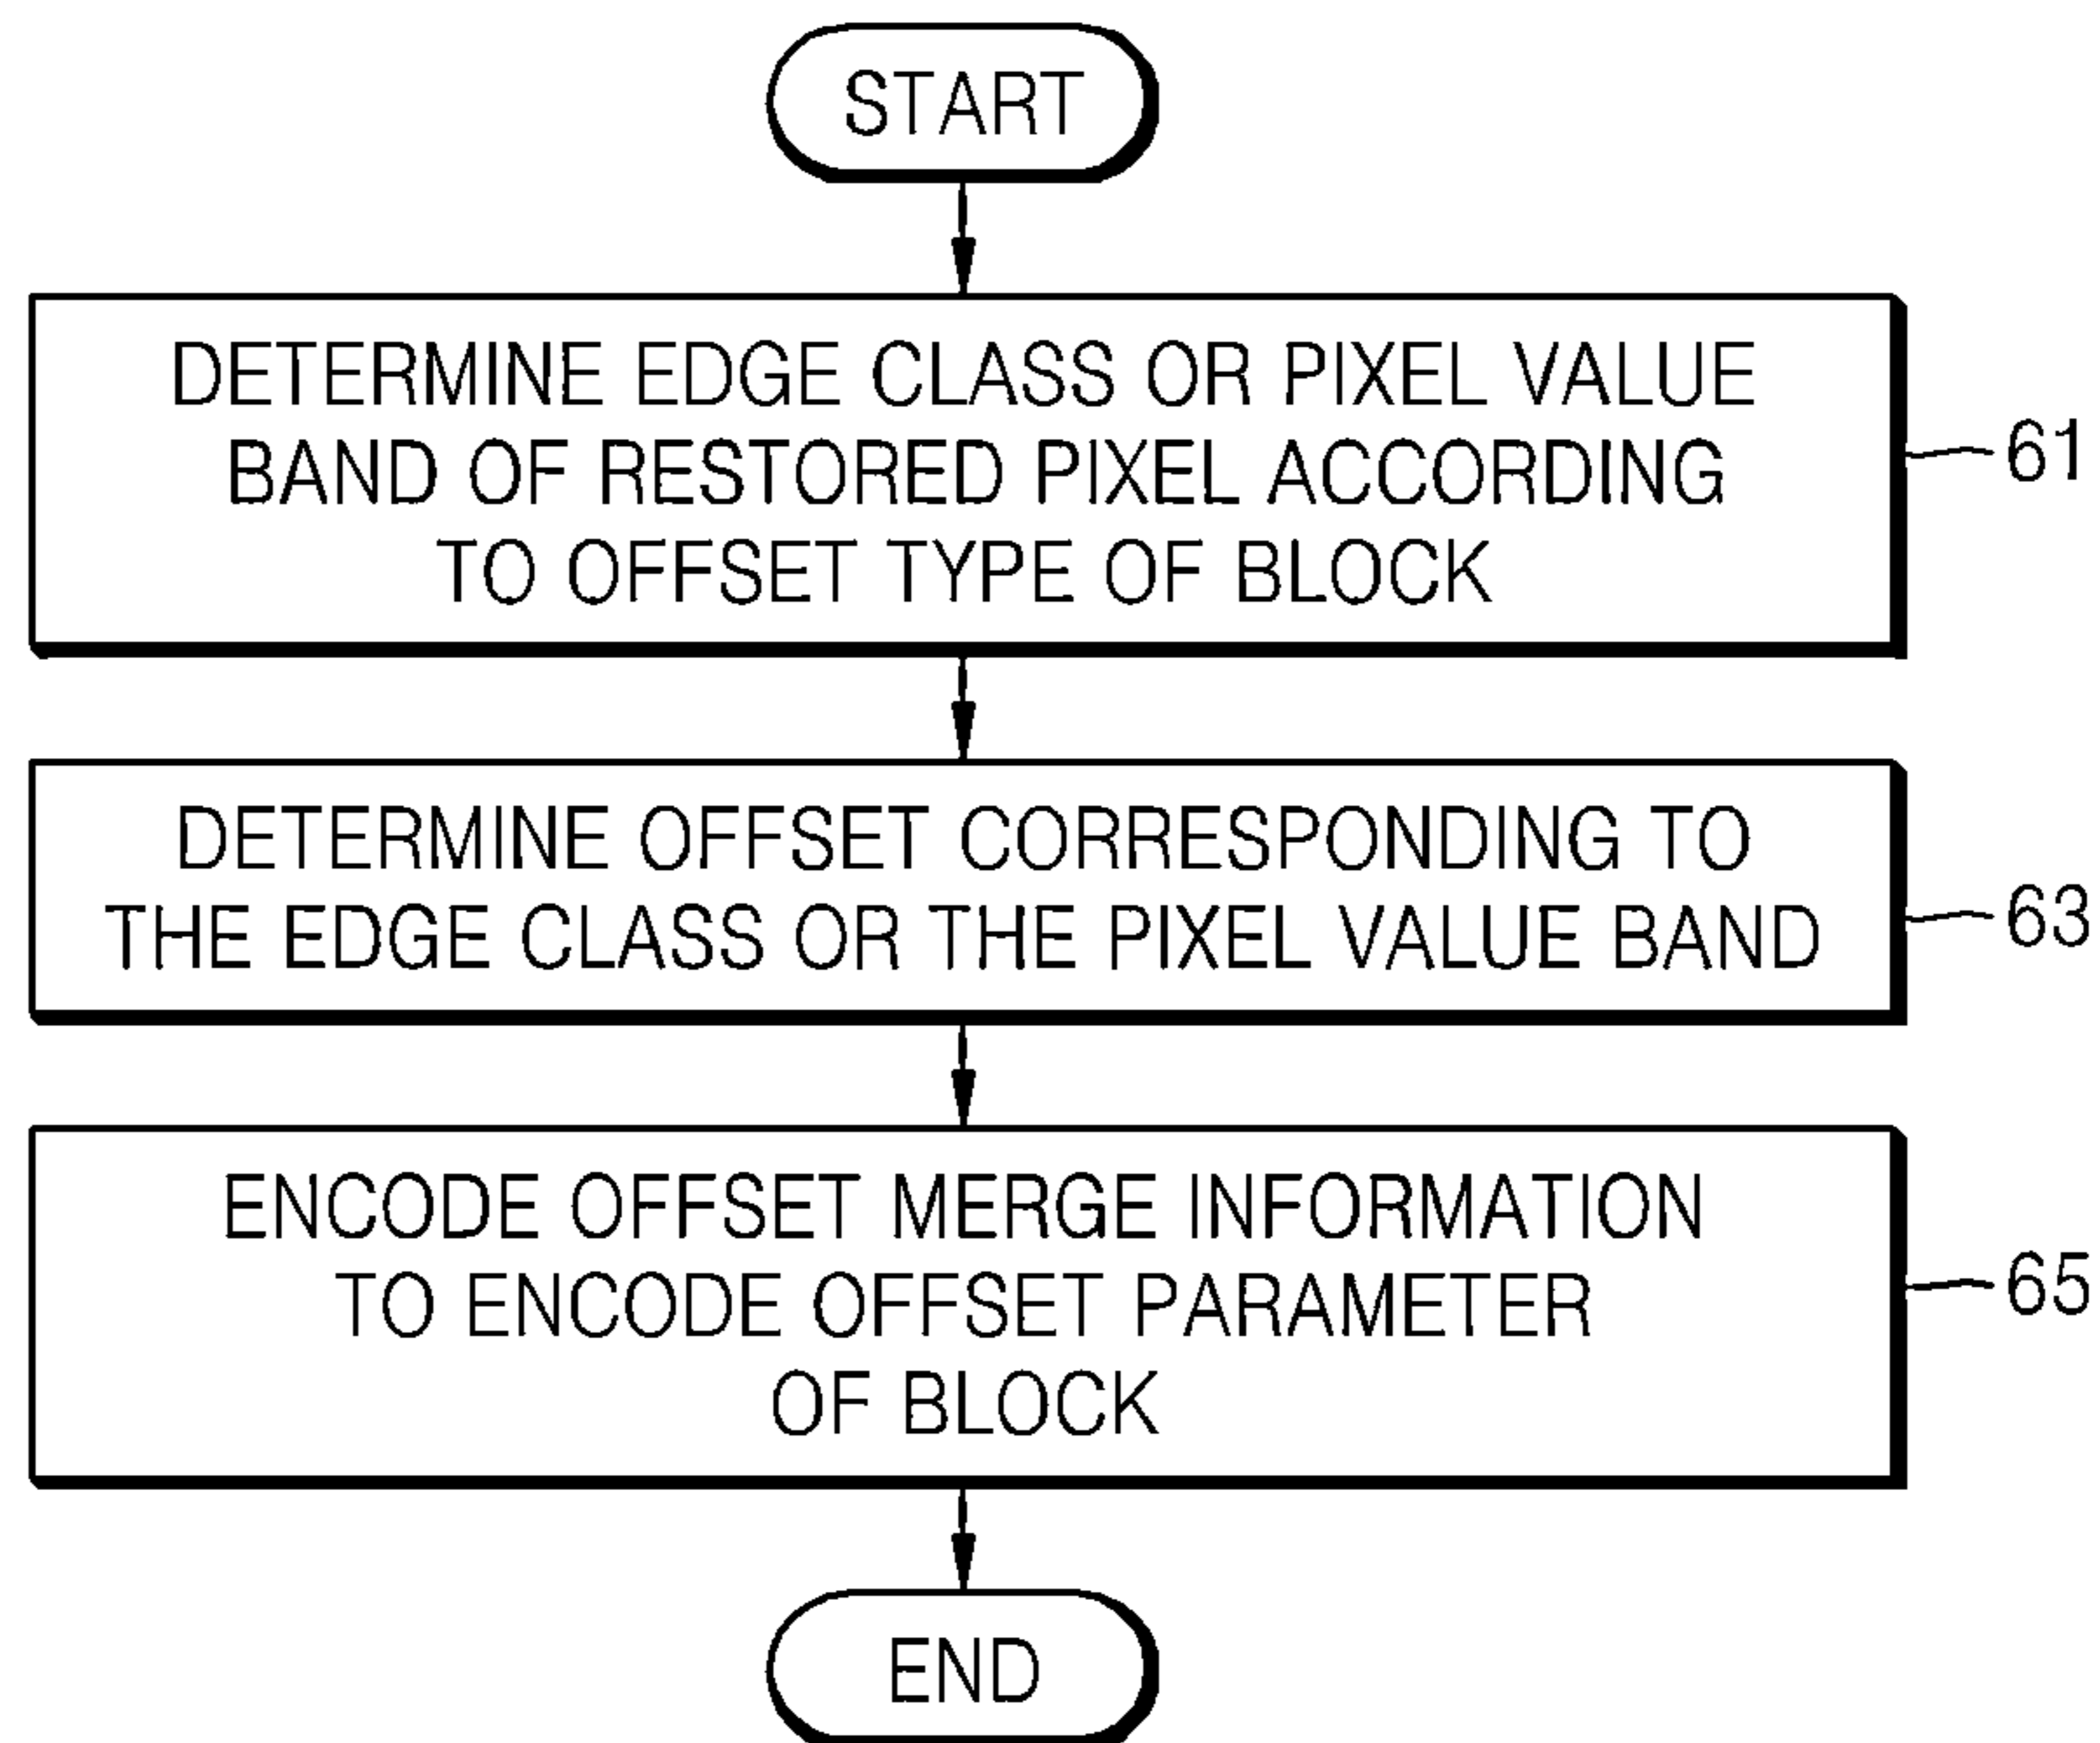 START
DETERMINE EDGE CLASS OR PIXEL VALUE
BAND OF RESTORED PIXEL ACCORDING
TO OFFSET TYPE OF BLOCK
61
DETERMINE OFFSET CORRESPONDING TO
THE EDGE CLASS OR THE PIXEL VALUE BAND
63
ENCODE OFFSET MERGE INFORMATION
TO ENCODE OFFSET PARAMETER
OF BLOCK
65
END